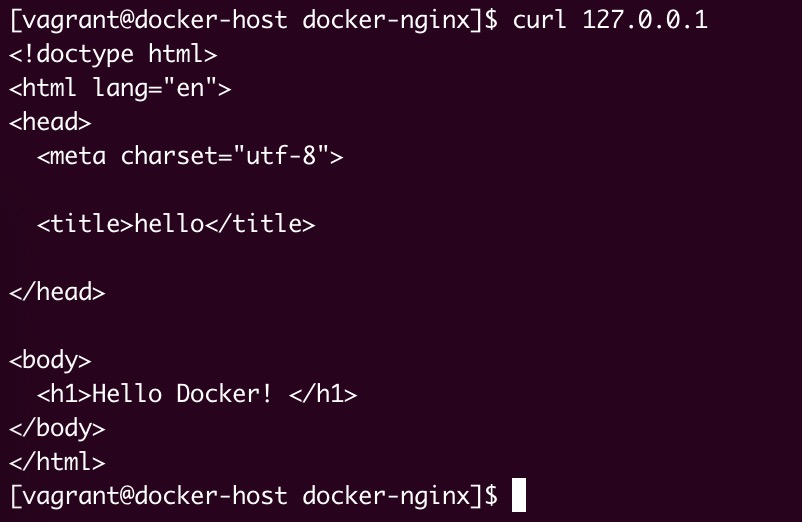 [vagrant@docker-host docker-nginx]$ curl 127.0.0.1
<!doctype html>
<html lang="en">
<head>
  <meta charset="utf-8">

  <title>hello</title>

</head>

<body>
  <h1>Hello Docker! </h1>
</body>
</html>
[vagrant@docker-host docker-nginx]$